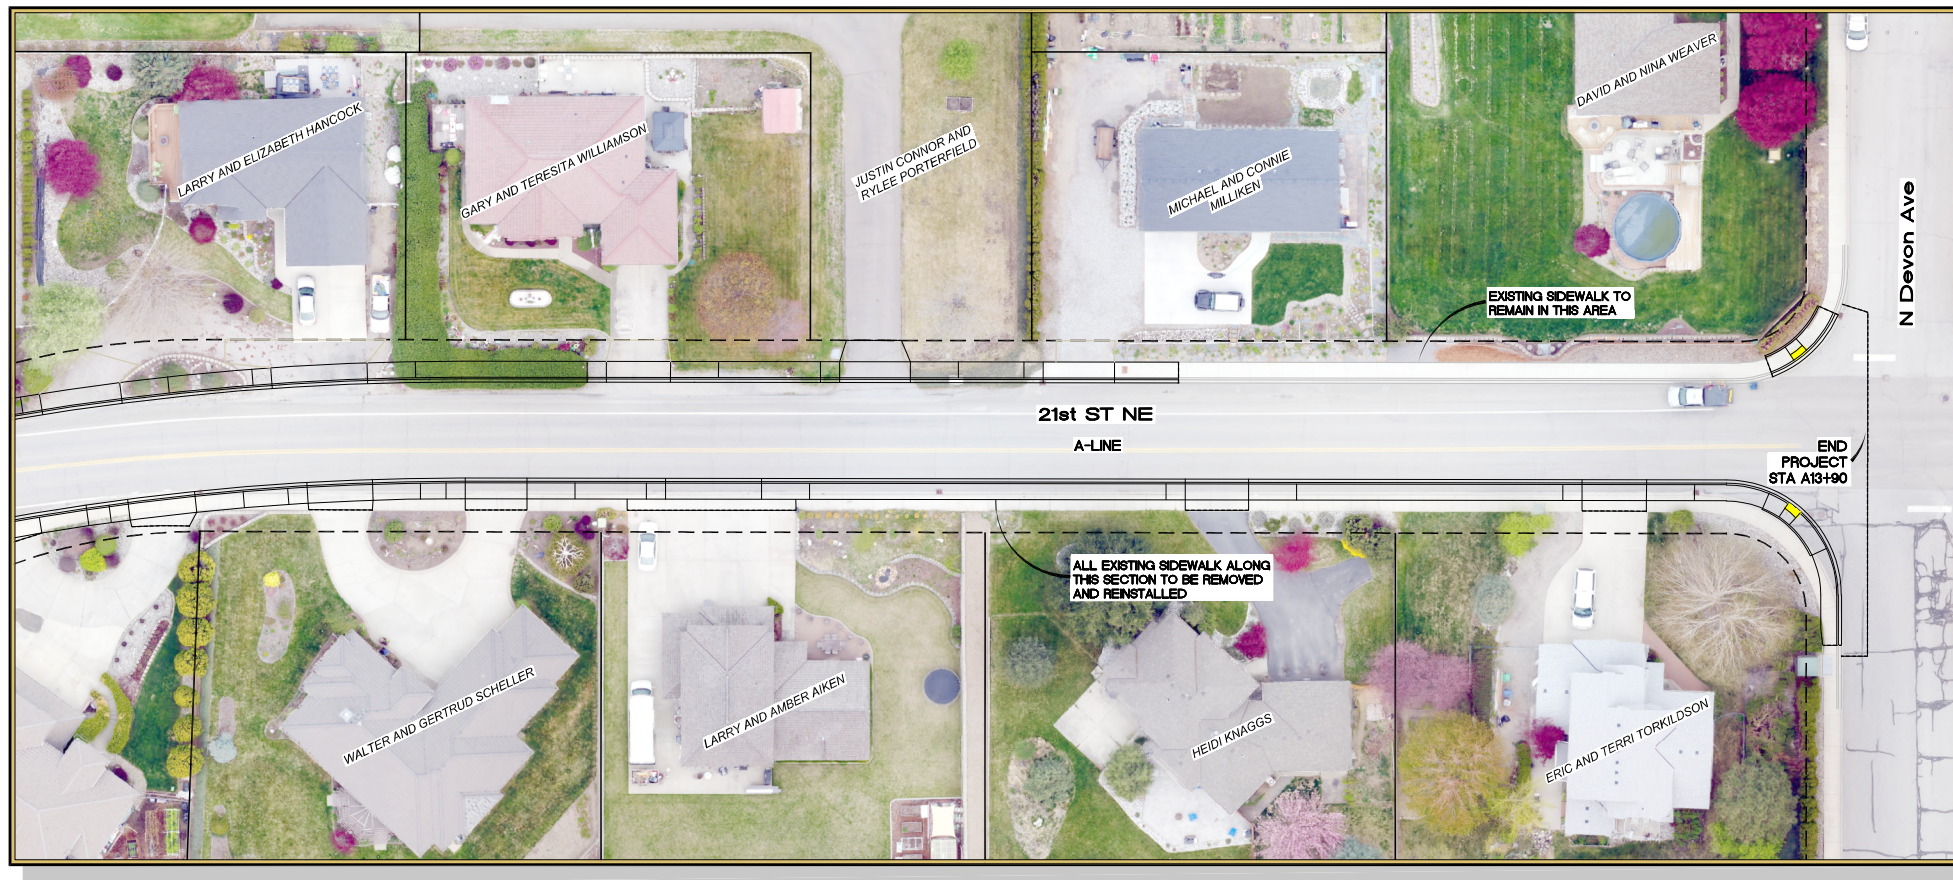 DAVID AND NINA WEAVER
LARRY AND ELIZABETH HANCOCK
GARY AND TERESITA WILLIAMSON
JUSTIN CONNOR AND
RYLEE PORTERFIELD
MICHAEL AND CONNIE
MILLIKEN
N Devon Ave
EXISTING SIDEWALK TO
REMAIN IN THIS AREA
21st ST NE
A-LINE
END
PROJECT
STA A13+90
ALL EXISTING SIDEWALK ALONG
THIS SECTION TO BE REMOVED
AND REINSTALLED
WALTER AND GERTRUD SCHELLER
LARRY AND AMBER AIKEN
HEIDI KNAGGS
ERIC AND TERRI TORKILDSON